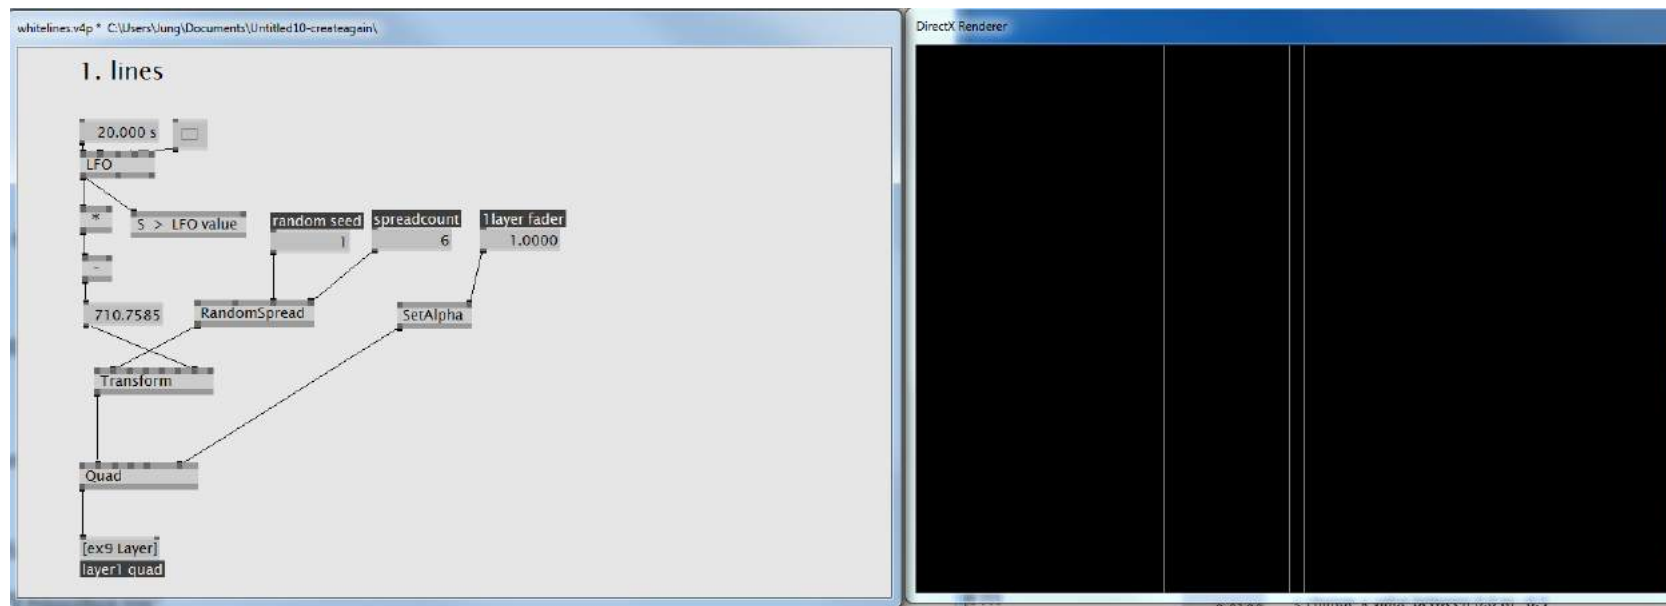 whitelines.v4p * C:\Users\Jung\Documents\Untitled10-createagain\
DirectX Renderer
1. lines
20.000 s
LFO
*
S > LFO value
random seed
1
spreadcount
6
1layer fader
1.0000
-
710.7585
RandomSpread
SetAlpha
Transform
Quad
[ex9 Layer]
layer1 quad